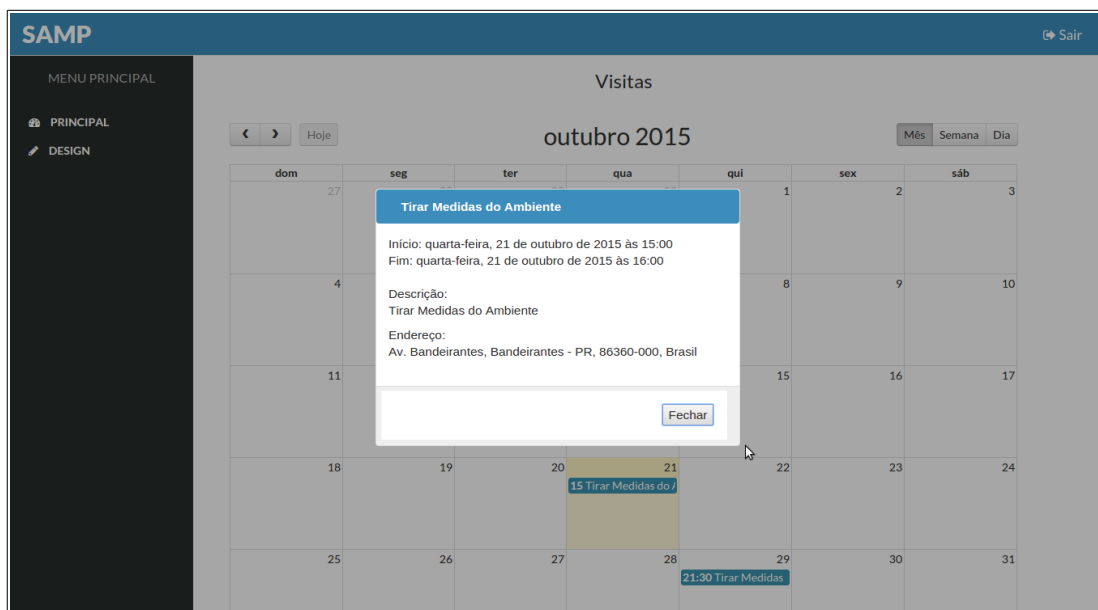 SAMP
Sair
MENU PRINCIPAL
PRINCIPAL
DESIGN
Visitas
Hoje
outubro 2015
Mês Semana Dia
dom seg ter qua qui sex sáb
27 1 2 3
Tirar Medidas do Ambiente
Início: quarta-feira, 21 de outubro de 2015 às 15:00
Fim: quarta-feira, 21 de outubro de 2015 às 16:00
Descrição:
Tirar Medidas do Ambiente
Endereço:
Av. Bandeirantes, Bandeirantes - PR, 86360-000, Brasil
Fechar
4 8 9 10
11 15 16 17
18 19 20 21 22 23 24
15 Tirar Medidas do
25 26 27 28 29 30 31
21:30 Tirar Medidas